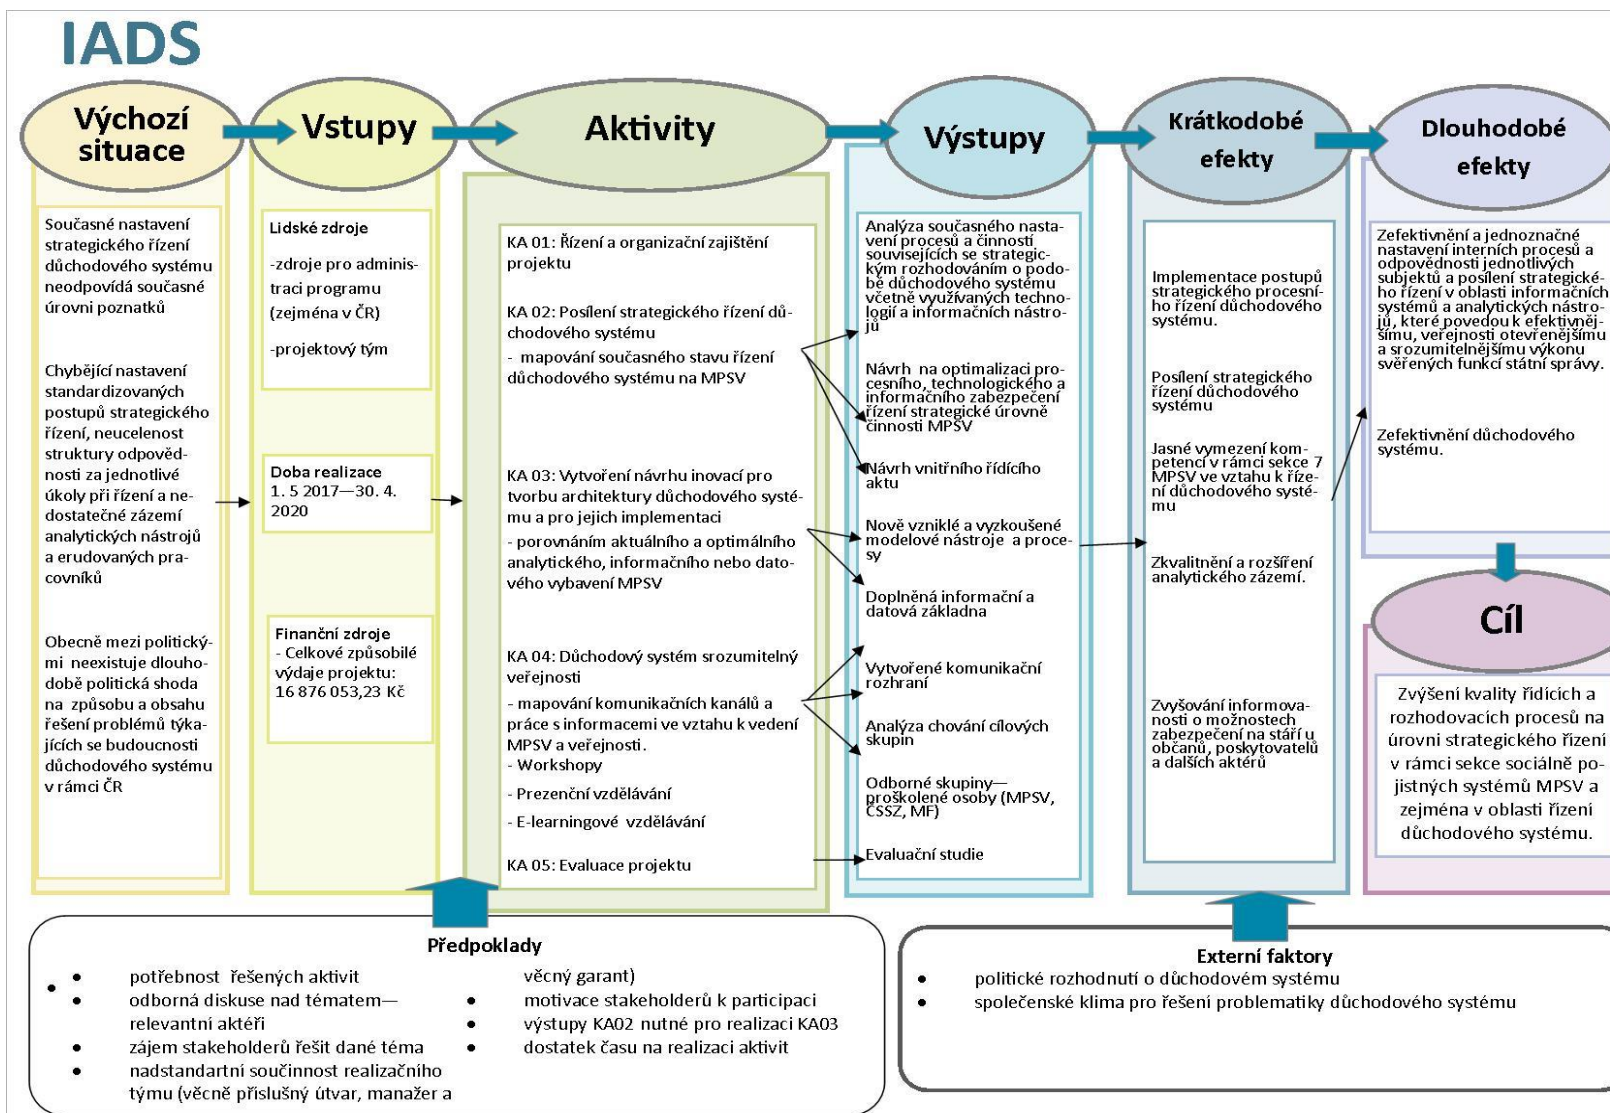 IADS
Výchozí
situace
Současné nastavení
strategického řízení
důchodového systému
neodpovídá současné
úrovni poznatků
Chybějící nastavení
standardizovaných
postupů strategického
řízení, neucelenost
struktury odpověd-
nosti za jednotlivé
úkoly při řízení a ne-
dostatečné zázemí
analytických nástrojů
a erudovaných pra-
covníků
Obecně mezi politický-
mi neexistuje dlouho-
době politická shoda
na způsobu a obsahu
řešení problémů týka-
jících se budoucnosti
důchodového systému
v rámci ČR
Vstupy
Lidské zdroje
-zdroje pro adminis-
traci programu
(zejména v ČR)
-projektový tým
Doba realizace
1. 5 2017—30. 4.
2020
Finanční zdroje
- Celkové způsobilé
výdaje projektu:
16 876 053,23 Kč
Aktivity
KA 01: Řízení a organizační zajištění
projektu
KA 02: Posílení strategického řízení dů-
chodového systému
- mapování současného stavu řízení
důchodového systému na MPSV
KA 03: Vytvoření návrhu inovací pro
tvorbu architektury důchodového systé-
mu a pro jejich implementaci
- porovnáním aktuálního a optimálního
analytického, informačního nebo dato-
vého vybavení MPSV
KA 04: Důchodový systém srozumitelný
veřejnosti
- mapování komunikačních kanálů a
práce s informacemi ve vztahu k vedení
MPSV a veřejnosti.
- Workshopy
- Prezenční vzdělávání
- E-learningové vzdělávání
KA 05: Evaluace projektu
Výstupy
Analýza současného nasta-
vení procesů a činností
souvisejících se strategic-
kým rozhodováním o podo-
bě důchodového systému
včetně využívaných techno-
logií a informačních nástro-
jů
Návrh na optimalizaci pro-
cesního, technologického a
informačního zabezpečení
řízení strategické úrovně
činnosti MPSV
Návrh vnitřního řídícího
aktu
Nově vzniklé a vyzkoušené
modelové nástroje a proce-
sy
Doplněná informační a
datová základna
Vytvořené komunikační
rozhraní
Analýza chování cílových
skupin
Odborné skupiny—
proškolené osoby (MPSV,
ČSSZ, MF)
Evaluační studie
Krátkodobé
efekty
Implementace postupů
strategického procesní-
ho řízení důchodového
systému.
Posílení strategického
řízení důchodového
systému
Jasné vymezení kom-
petencí v rámci sekce 7
MPSV ve vztahu k říze-
ní důchodového systé-
mu
Zkvalitnění a rozšíření
analytického zázemí.
Zvyšování informova-
nosti o možnostech
zabezpečení na stáří u
občanů, poskytovatelů
a dalších aktérů
Dlouhodobé
efekty
Zefektivnění a jednoznačné
nastavení interních procesů a
odpovědnosti jednotlivých
subjektů a posílení strategické-
ho řízení v oblasti informačních
systémů a analytických nástro-
jů, které povedou k efektivněj-
šímu, veřejnosti otevřenějšímu
a srozumitelnějšímu výkonu
svěřených funkcí státní správy.
Zefektivnění důchodového
systému.
Cíl
Zvýšení kvality řídících a
rozhodovacích procesů na
úrovni strategického řízení
v rámci sekce sociálně po-
jistných systémů MPSV a
zejména v oblasti řízení
důchodového systému.
Předpoklady
• potřebnost řešených aktivit
• odborná diskuse nad tématem—
relevantní aktéři
• zájem stakeholderů řešit dané téma
• nadstandartní součinnost realizačního
týmu (věcně příslušný útvar, manažer a
věcný garant)
• motivace stakeholderů k participaci
• výstupy KA02 nutné pro realizaci KA03
• dostatek času na realizaci aktivit
Externí faktory
• politické rozhodnutí o důchodovém systému
• společenské klima pro řešení problematiky důchodového systému